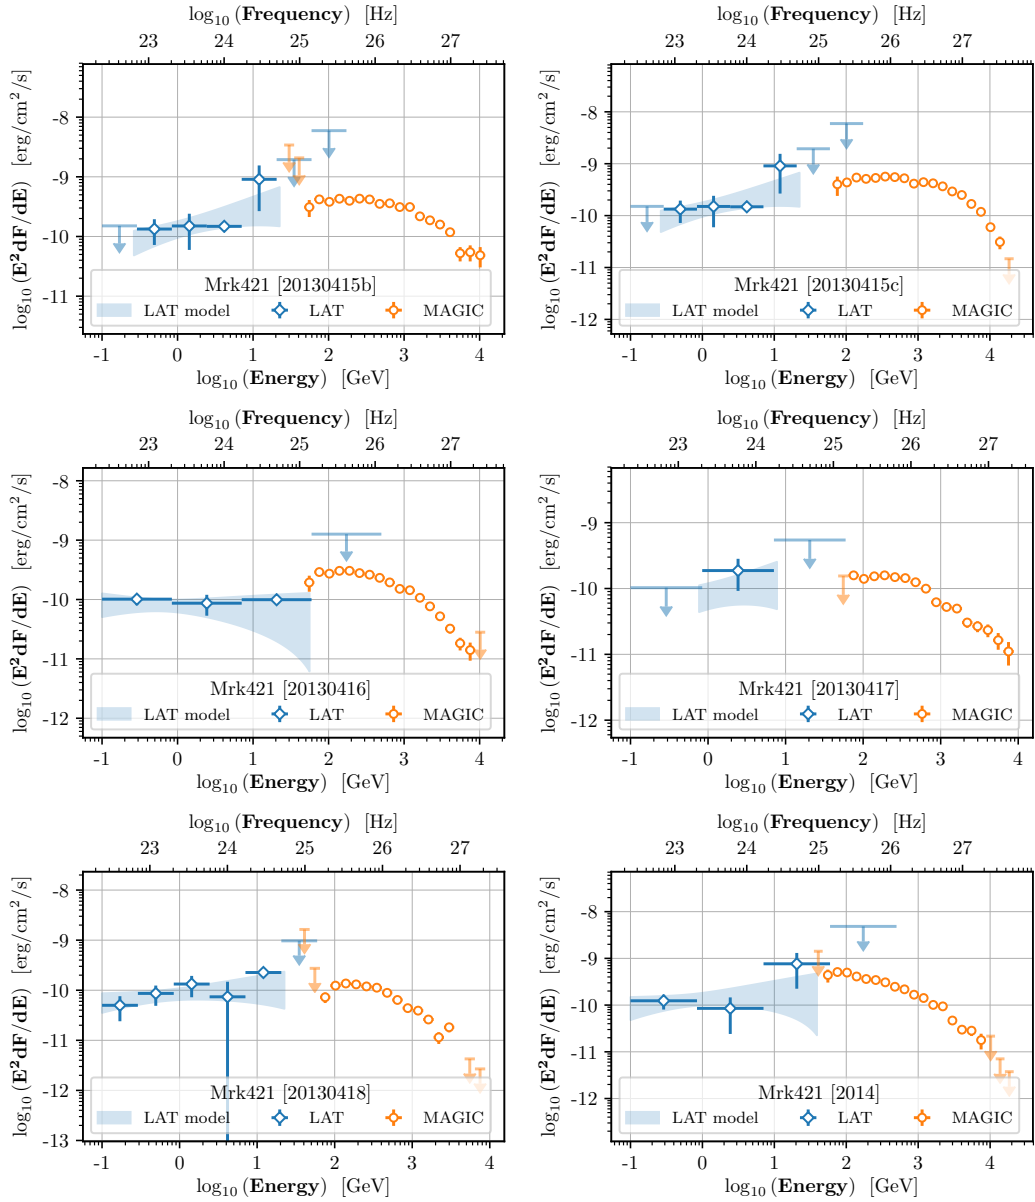 log10 (Frequency) [Hz]
23 24 25 26 27
log10 (E2dF/dE) [erg/cm2/s]
-8
-9
-10
-11
Mrk421 [20130415b]
LAT model LAT MAGIC
-1 0 1 2 3 4
log10 (Energy) [GeV]
log10 (Frequency) [Hz]
23 24 25 26 27
log10 (E2dF/dE) [erg/cm2/s]
-8
-9
-10
-11
-12
Mrk421 [20130415c]
LAT model LAT MAGIC
-1 0 1 2 3 4
log10 (Energy) [GeV]
log10 (Frequency) [Hz]
23 24 25 26 27
log10 (E2dF/dE) [erg/cm2/s]
-8
-9
-10
-11
-12
Mrk421 [20130416]
LAT model LAT MAGIC
-1 0 1 2 3 4
log10 (Energy) [GeV]
log10 (Frequency) [Hz]
23 24 25 26 27
log10 (E2dF/dE) [erg/cm2/s]
-9
-10
-11
-12
Mrk421 [20130417]
LAT model LAT MAGIC
-1 0 1 2 3 4
log10 (Energy) [GeV]
log10 (Frequency) [Hz]
23 24 25 26 27
log10 (E2dF/dE) [erg/cm2/s]
-8
-9
-10
-11
-12
-13
Mrk421 [20130418]
LAT model LAT MAGIC
-1 0 1 2 3 4
log10 (Energy) [GeV]
log10 (Frequency) [Hz]
23 24 25 26 27
log10 (E2dF/dE) [erg/cm2/s]
-8
-9
-10
-11
-12
Mrk421 [2014]
LAT model LAT MAGIC
-1 0 1 2 3 4
log10 (Energy) [GeV]